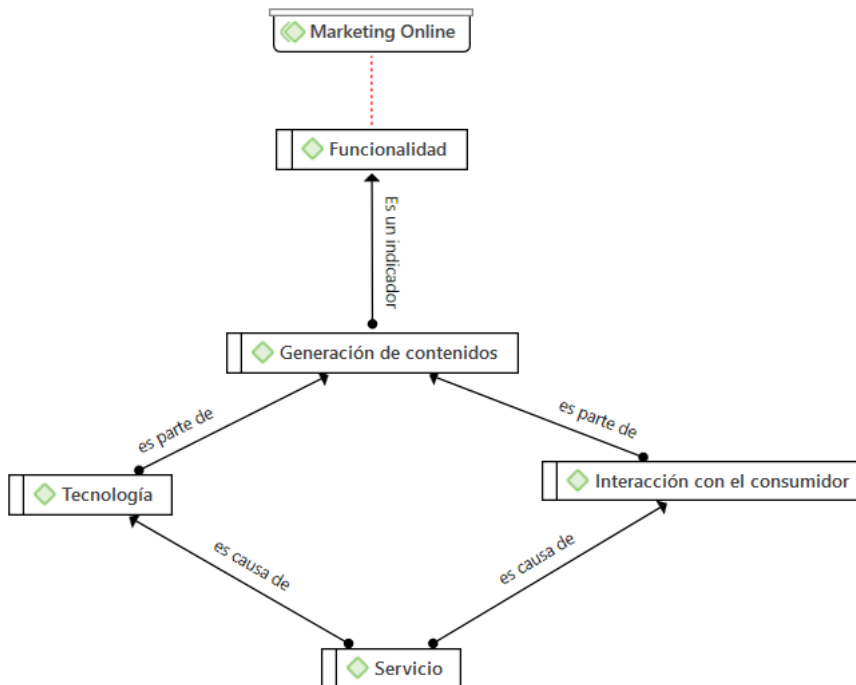 Marketing Online
Funcionalidad
Es un indicador
Generación de contenidos
es parte de
es parte de
Tecnología
Interacción con el consumidor
es causa de
es causa de
Servicio